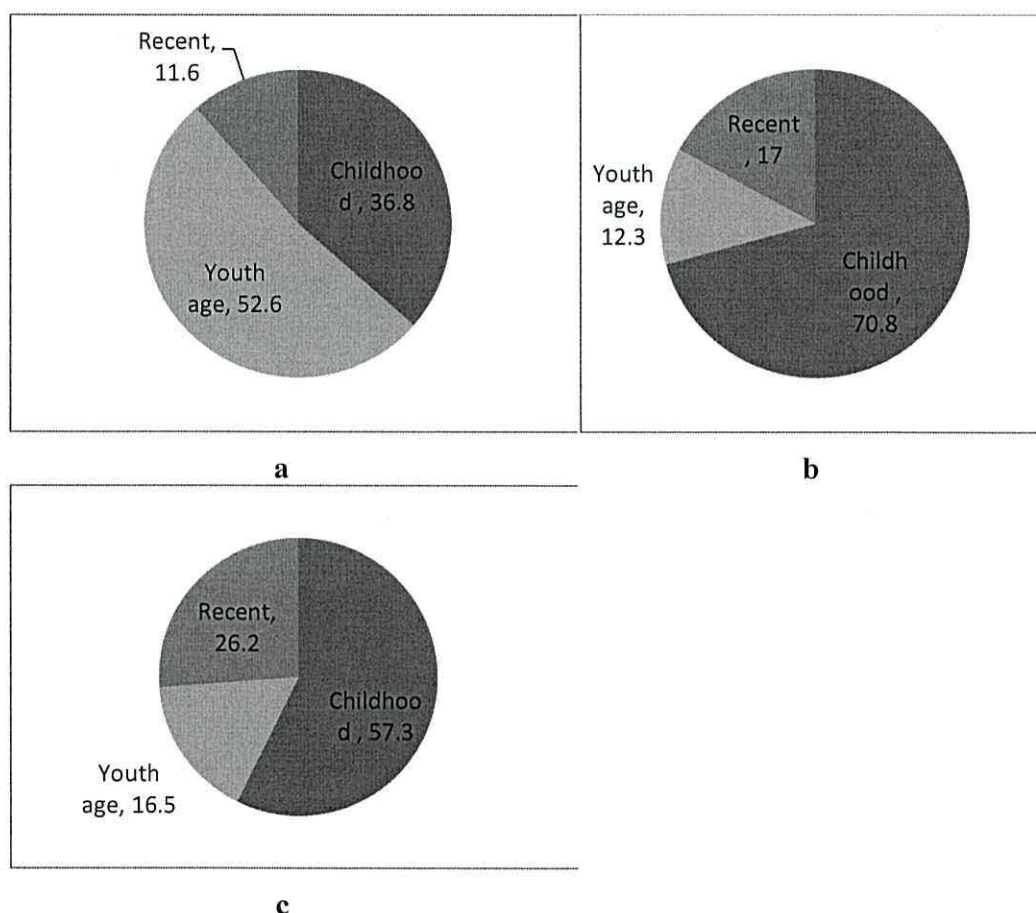 Recent,
11.6
Childhoo
d , 36.8
Youth
age, 52.6
a
Recent
, 17
Youth
age,
12.3
Childh
ood ,
70.8
b
Recent,
26.2
Childhoo
d , 57.3
Youth
age, 16.5
c